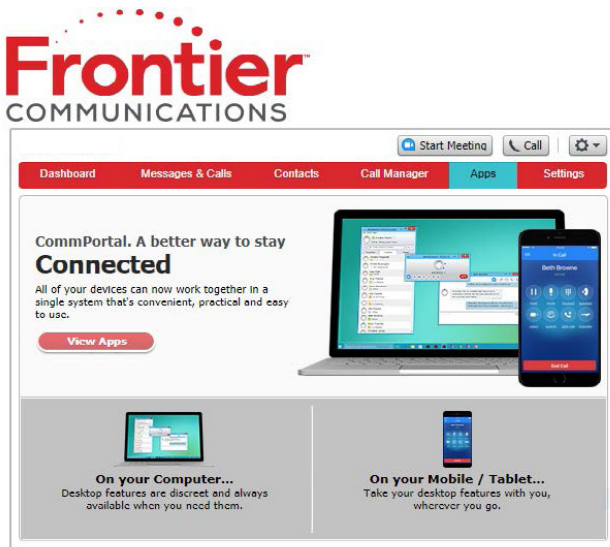 Frontier
COMMUNICATIONS
Start Meeting Call
Dashboard Messages & Calls Contacts Call Manager Apps Settings
CommPortal. A better way to stay
Connected
All of your devices can now work together in a
single system that's convenient, practical and easy
to use.
View Apps
Beth Browne
End Call
On your Computer...
Desktop features are discreet and always
available when you need them.
On your Mobile / Tablet...
Take your desktop features with you,
wherever you go.